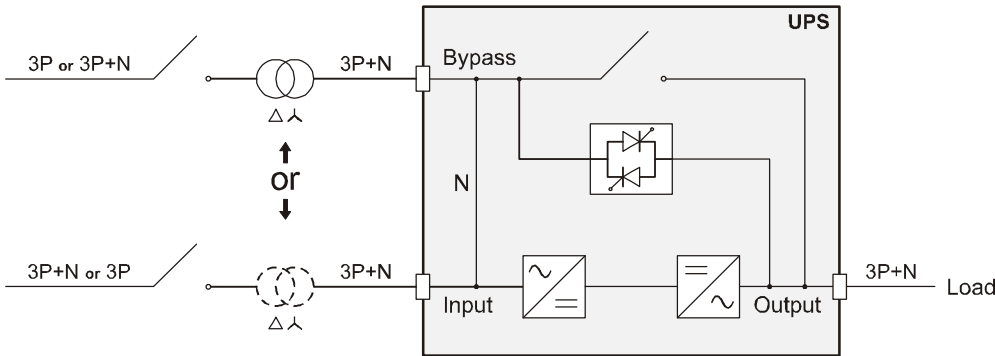 UPS
3P or 3P+N
3P+N
Bypass
or
N
3P+N or 3P
3P+N
Input
Output
3P+N
Load